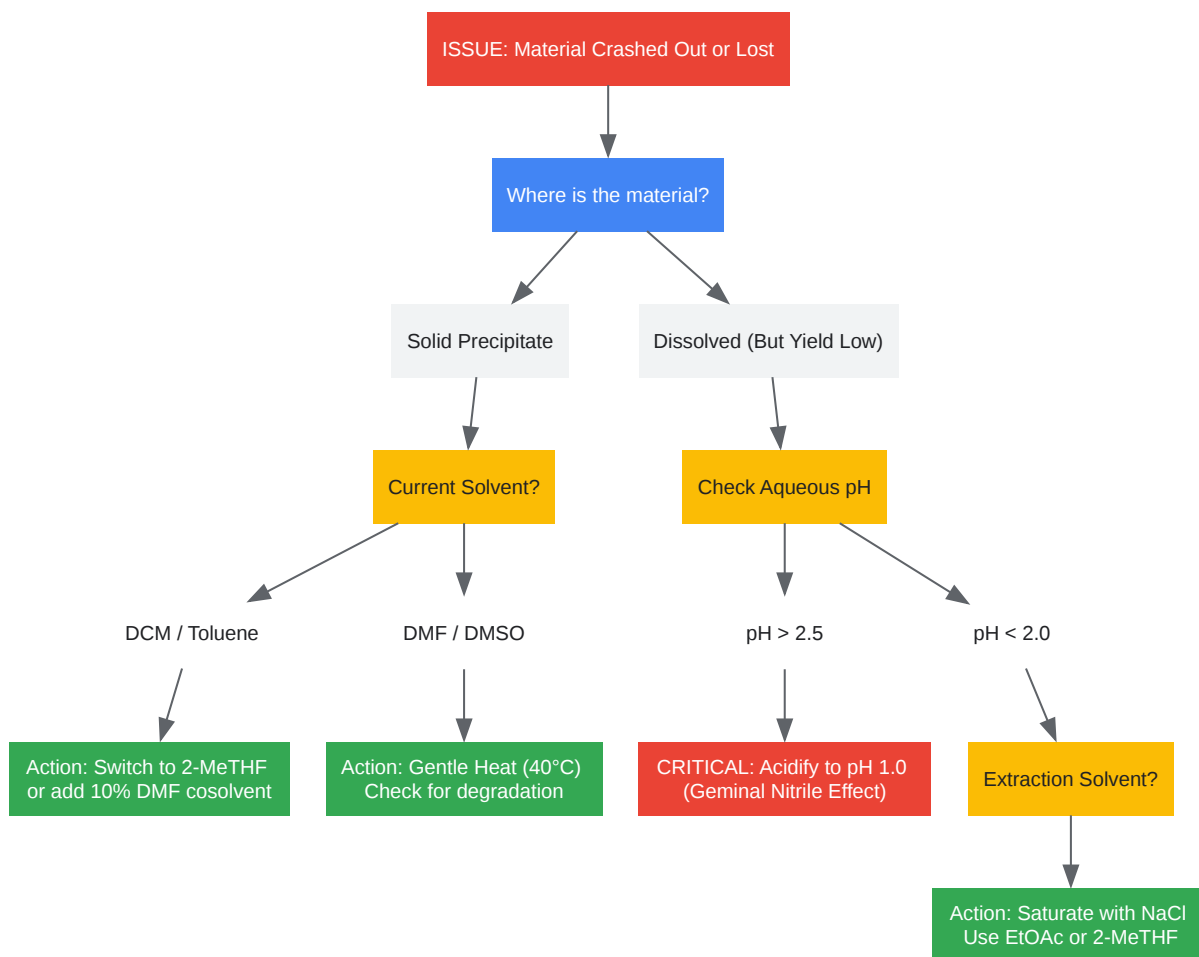 ISSUE: Material Crashed Out or Lost
Where is the material?
Solid Precipitate
Dissolved (But Yield Low)
Current Solvent?
Check Aqueous pH
DCM / Toluene
DMF / DMSO
pH > 2.5
pH < 2.0
Action: Switch to 2-MeTHF
or add 10% DMF cosolvent
Action: Gentle Heat (40°C)
Check for degradation
CRITICAL: Acidify to pH 1.0
(Geminal Nitrile Effect)
Extraction Solvent?
Action: Saturate with NaCl
Use EtOAc or 2-MeTHF